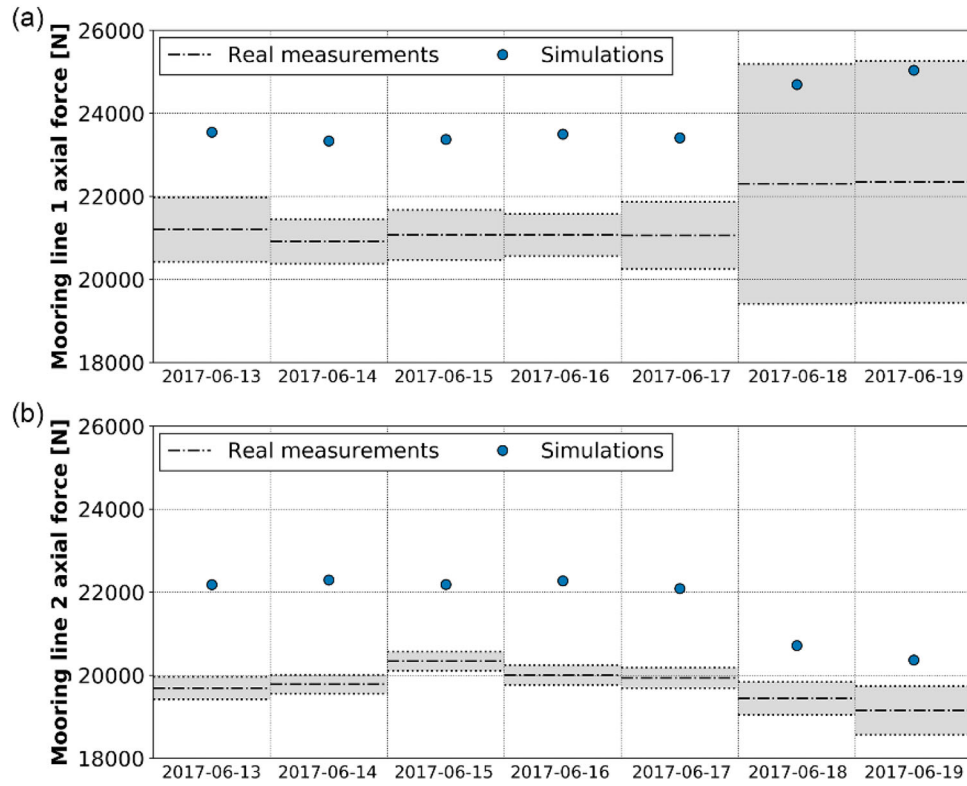 (a)
Mooring line 1 axial force [N]
26000
24000
22000
20000
18000
Real measurements Simulations
2017-06-13 2017-06-14 2017-06-15 2017-06-16 2017-06-17 2017-06-18 2017-06-19
(b)
Mooring line 2 axial force [N]
26000
24000
22000
20000
18000
Real measurements Simulations
2017-06-13 2017-06-14 2017-06-15 2017-06-16 2017-06-17 2017-06-18 2017-06-19